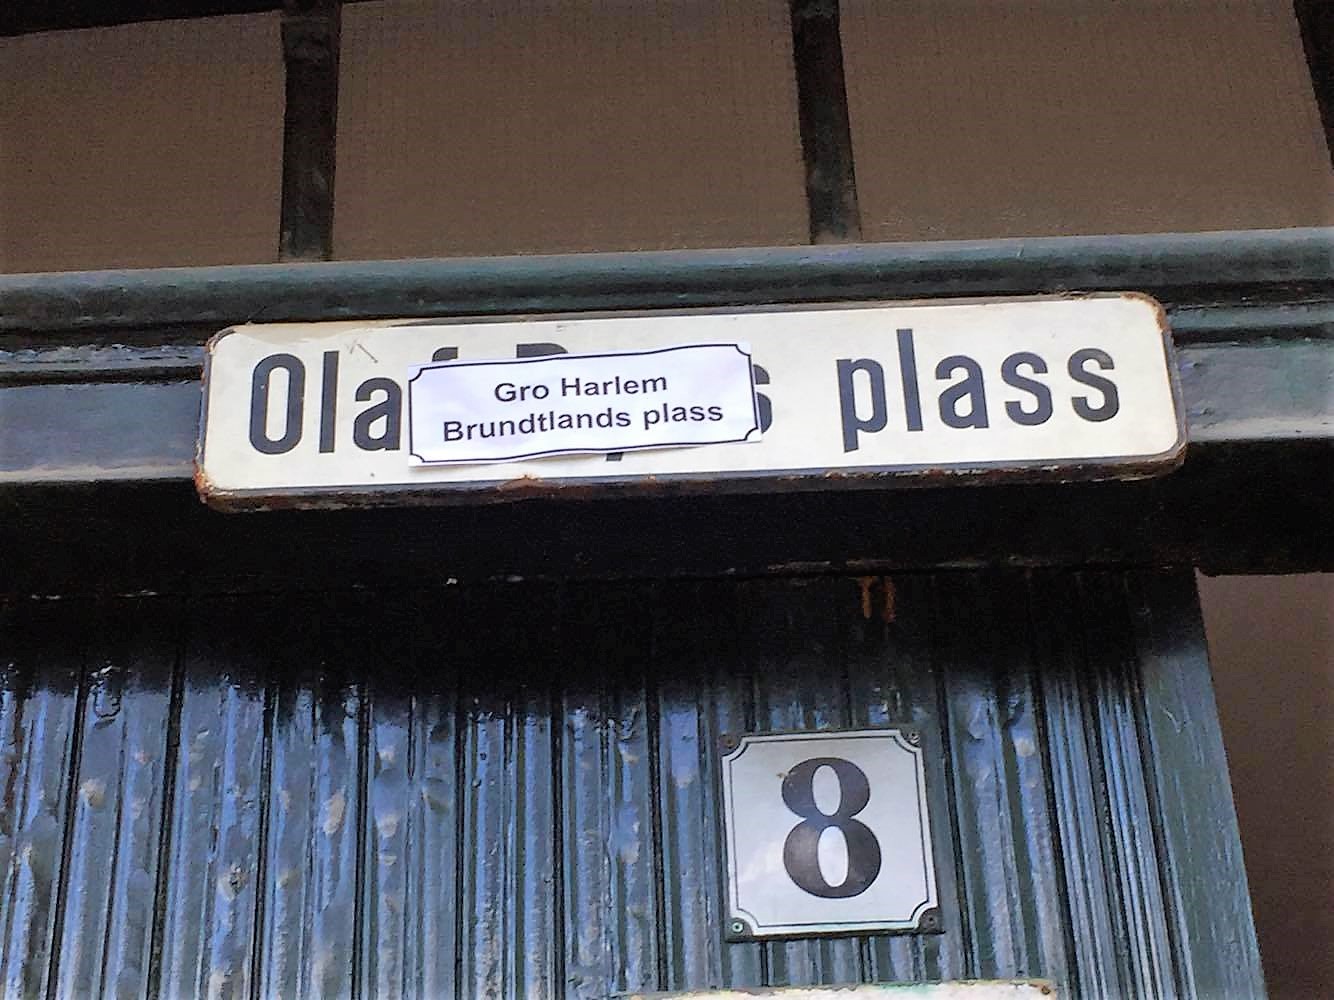 Gro Harlem
Brundtlands plass
plass
8